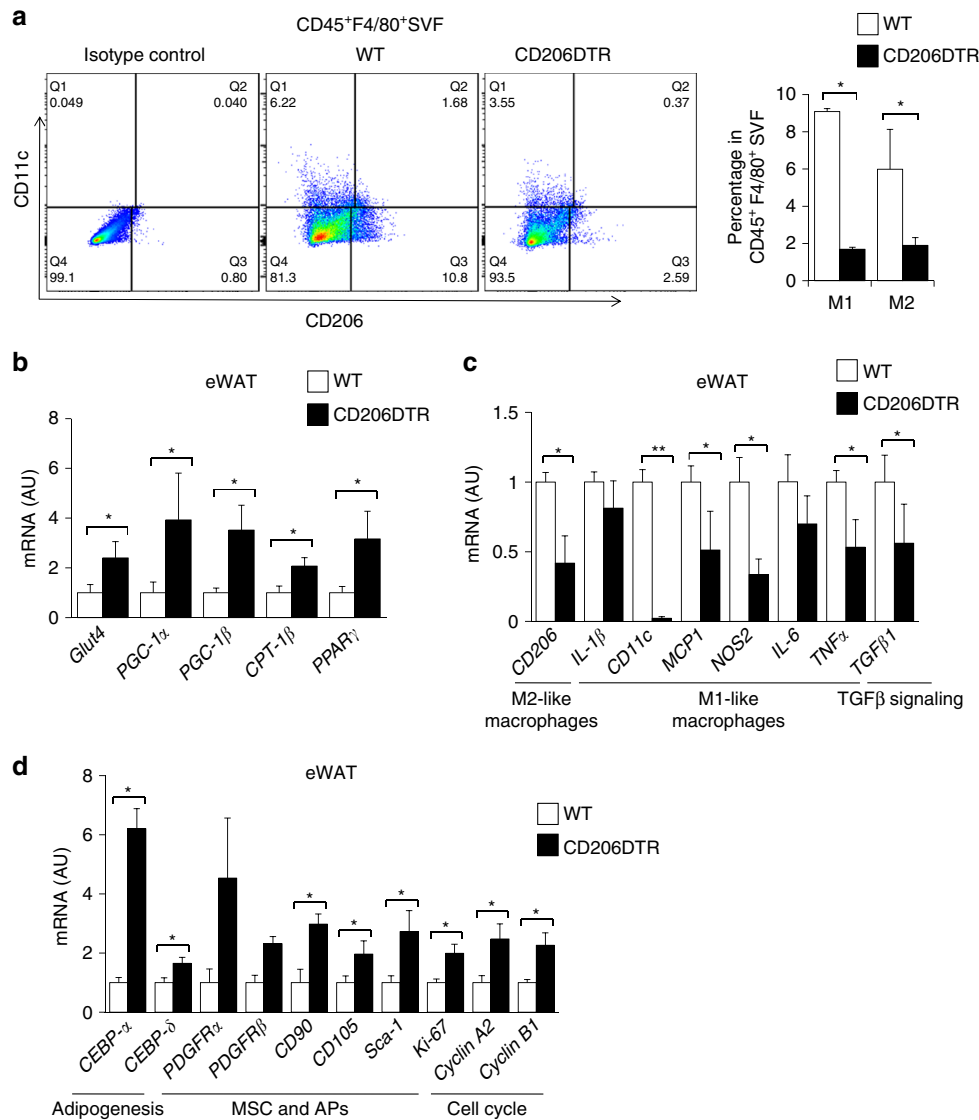 a
CD45+F4/80+SVF
Isotype control
WT
CD206DTR
Q1
0.049
Q2
0.040
Q4
99.1
Q3
0.80
Q1
6.22
Q2
1.68
Q4
81.3
Q3
10.8
Q1
3.55
Q2
0.37
Q4
93.5
Q3
2.59
CD11c
CD206
WT
CD206DTR
Percentage in
CD45+ F4/80+ SVF
10
8
6
4
2
0
*
*
M1
M2
b
eWAT
WT
CD206DTR
mRNA (AU)
8
6
4
2
0
*
*
*
*
*
Glut4
PGC-1α
PGC-1β
CPT-1β
PPARγ
c
eWAT
WT
CD206DTR
mRNA (AU)
1.5
1
0.5
0
*
**
*
*
*
*
CD206
IL-1β
CD11c
MCP1
NOS2
IL-6
TNFα
TGFβ1
M2-like
macrophages
M1-like
macrophages
TGFβ signaling
d
eWAT
WT
CD206DTR
mRNA (AU)
8
6
4
2
0
*
*
*
*
*
*
*
*
CEBP-α
CEBP-δ
PDGFRα
PDGFRβ
CD90
CD105
Sca-1
Ki-67
Cyclin A2
Cyclin B1
Adipogenesis
MSC and APs
Cell cycle